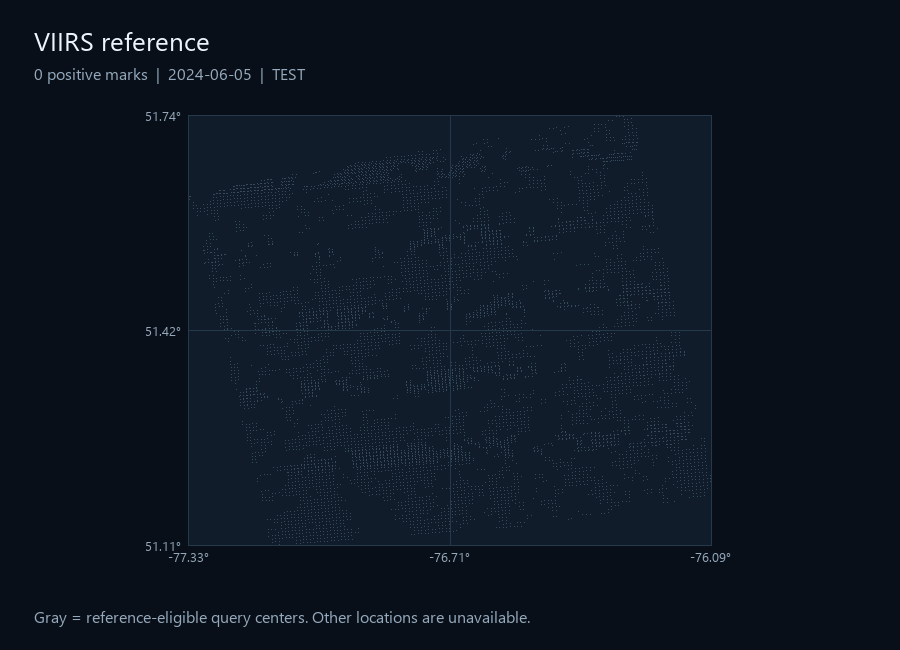 VIIRS reference
0 positive marks | 2024-06-05 | TEST
51.74°
51.42°
51.11°
-77.33°
-76.71°
-76.09°
Gray = reference-eligible query centers. Other locations are unavailable.